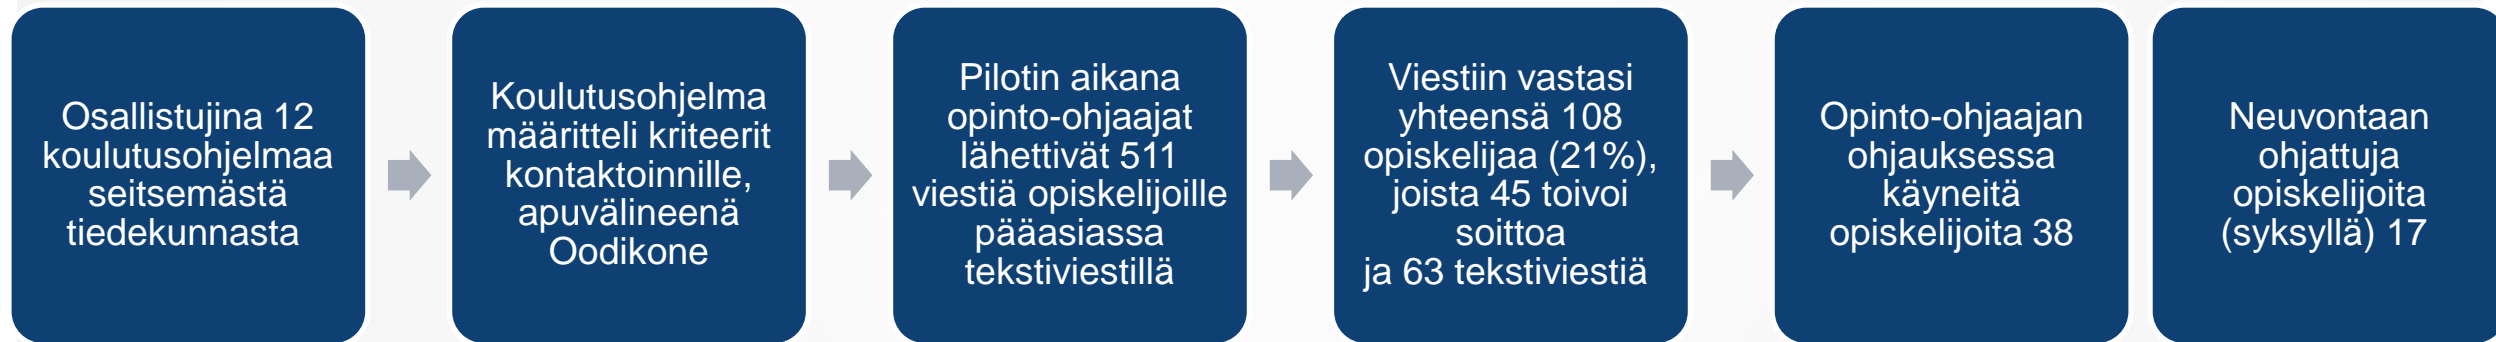 Osallistujina 12
koulutusohjelmaa
seitsemästä
tiedekunnasta
Koulutusohjelma
määritteli kriteerit
kontaktoinnille,
apuvälineenä
Oodikone
Pilotin aikana
opinto-ohjaajat
lähettivät 511
viestiä opiskelijoille
pääasiassa
tekstiviestillä
Viestiin vastasi
yhteensä 108
opiskelijaa (21%),
joista 45 toivoi
soittoa
ja 63 tekstiviestiä
Opinto-ohjaajan
ohjauksessa
käyneitä
opiskelijoita 38
Neuvontaan
ohjattuja
opiskelijoita
(syksyllä) 17